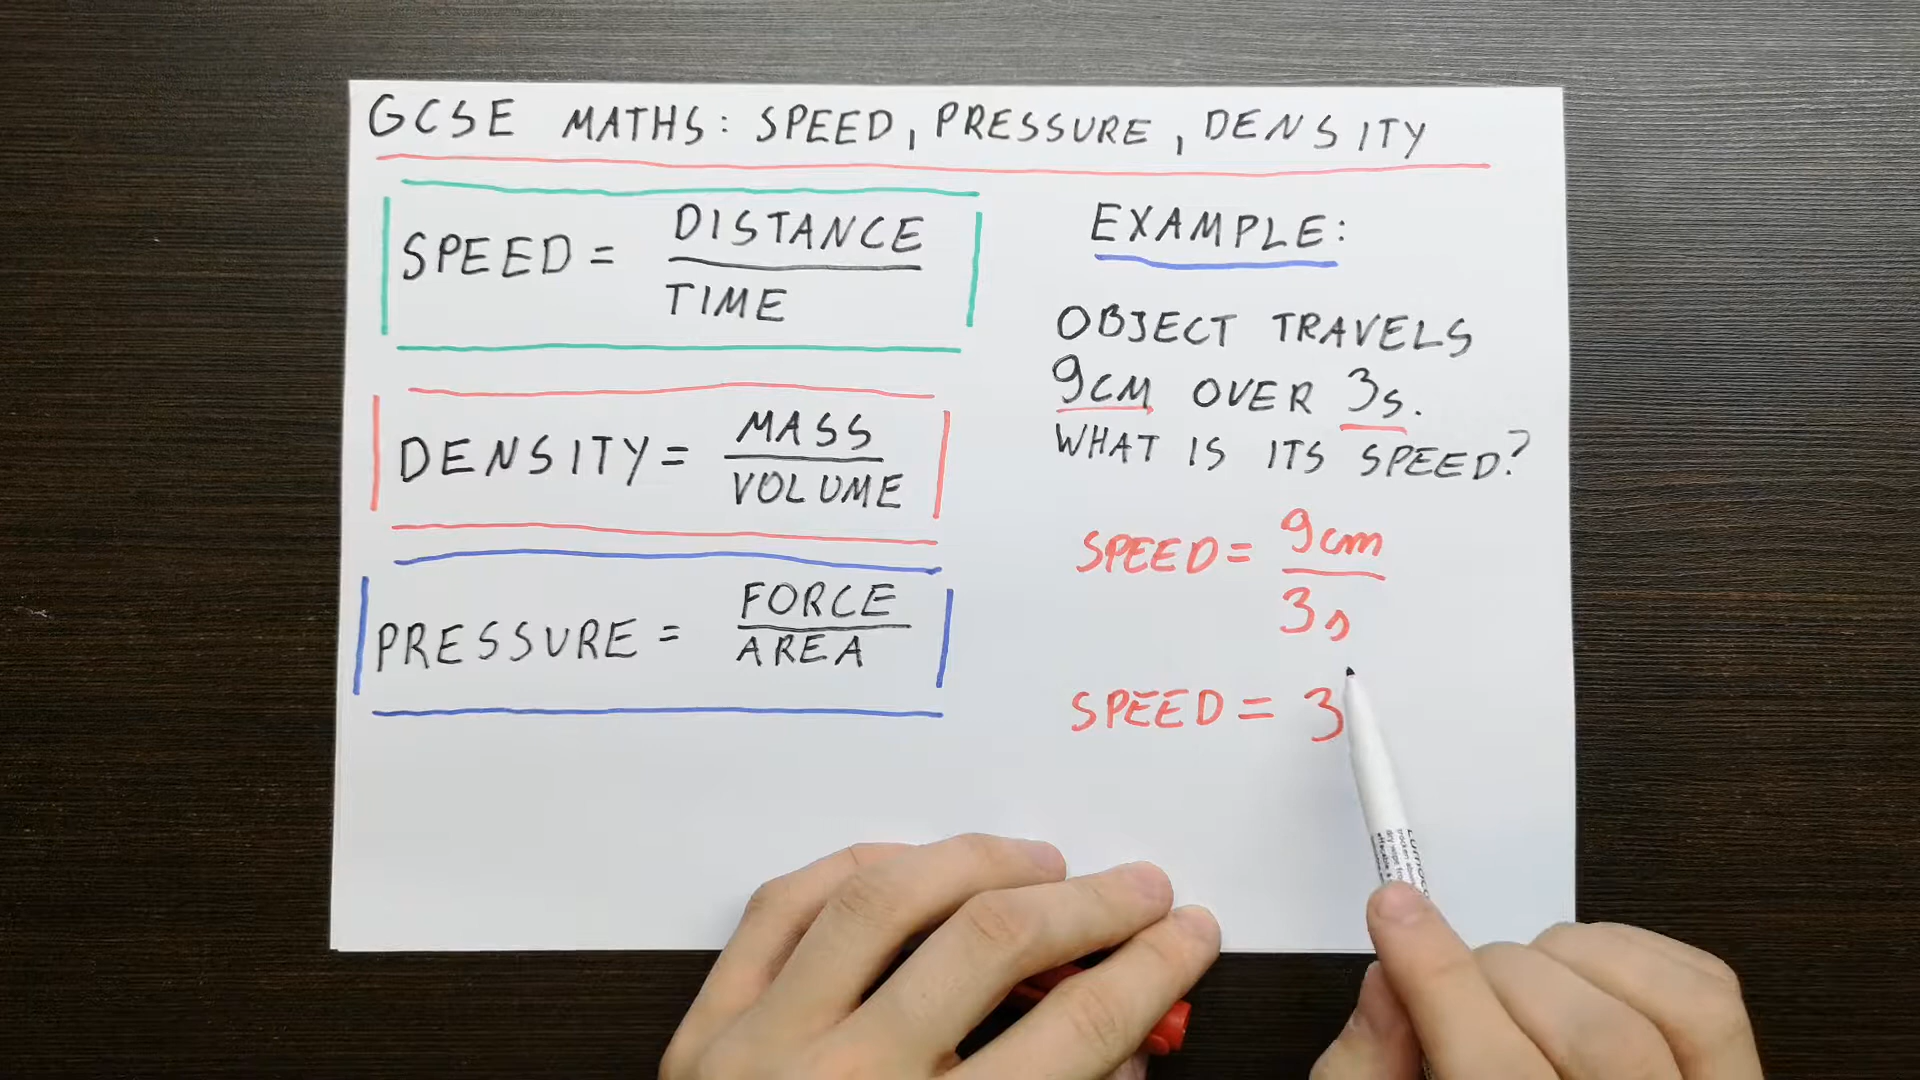 GCSE MATHS: SPEED, PRESSURE, DENSITY
SPEED = DISTANCE
TIME
DENSITY = MASS
VOLUME
PRESSURE = FORCE
AREA
EXAMPLE:
OBJECT TRAVELS
9CM OVER 3s.
WHAT IS ITS SPEED?
SPEED = 9cm
3s
SPEED = 3